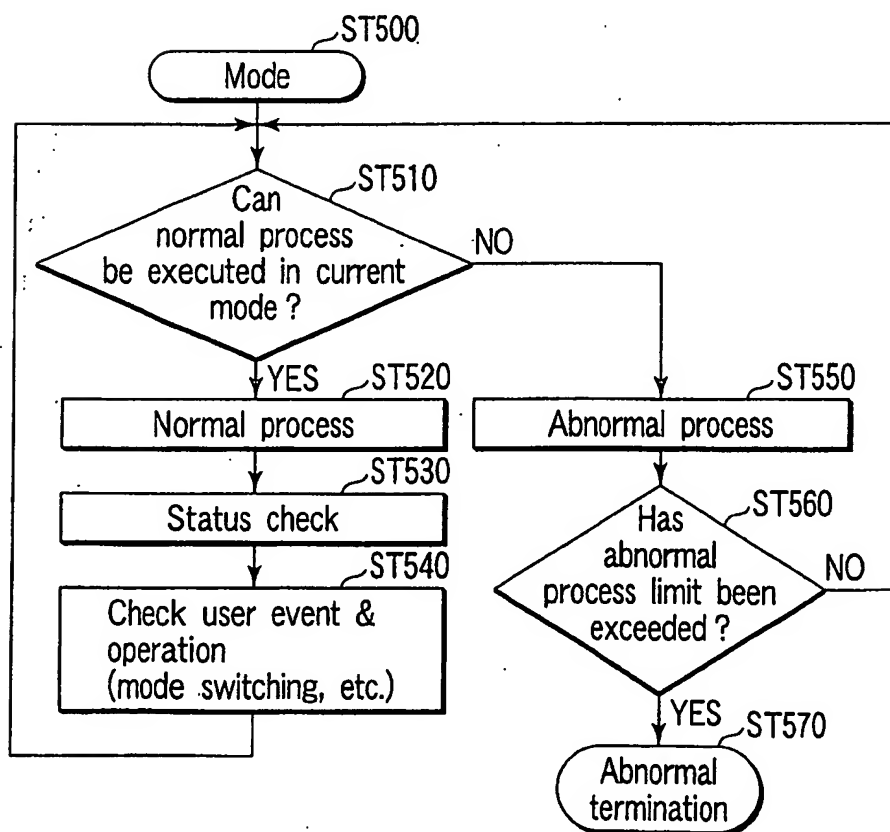 ST500
Mode
ST510
Can
normal process
be executed in current
mode ?
NO
YES
ST520
Normal process
ST530
Status check
ST540
Check user event &
operation
(mode switching, etc.)
ST550
Abnormal process
ST560
Has
abnormal
process limit been
exceeded ?
NO
YES
ST570
Abnormal
termination